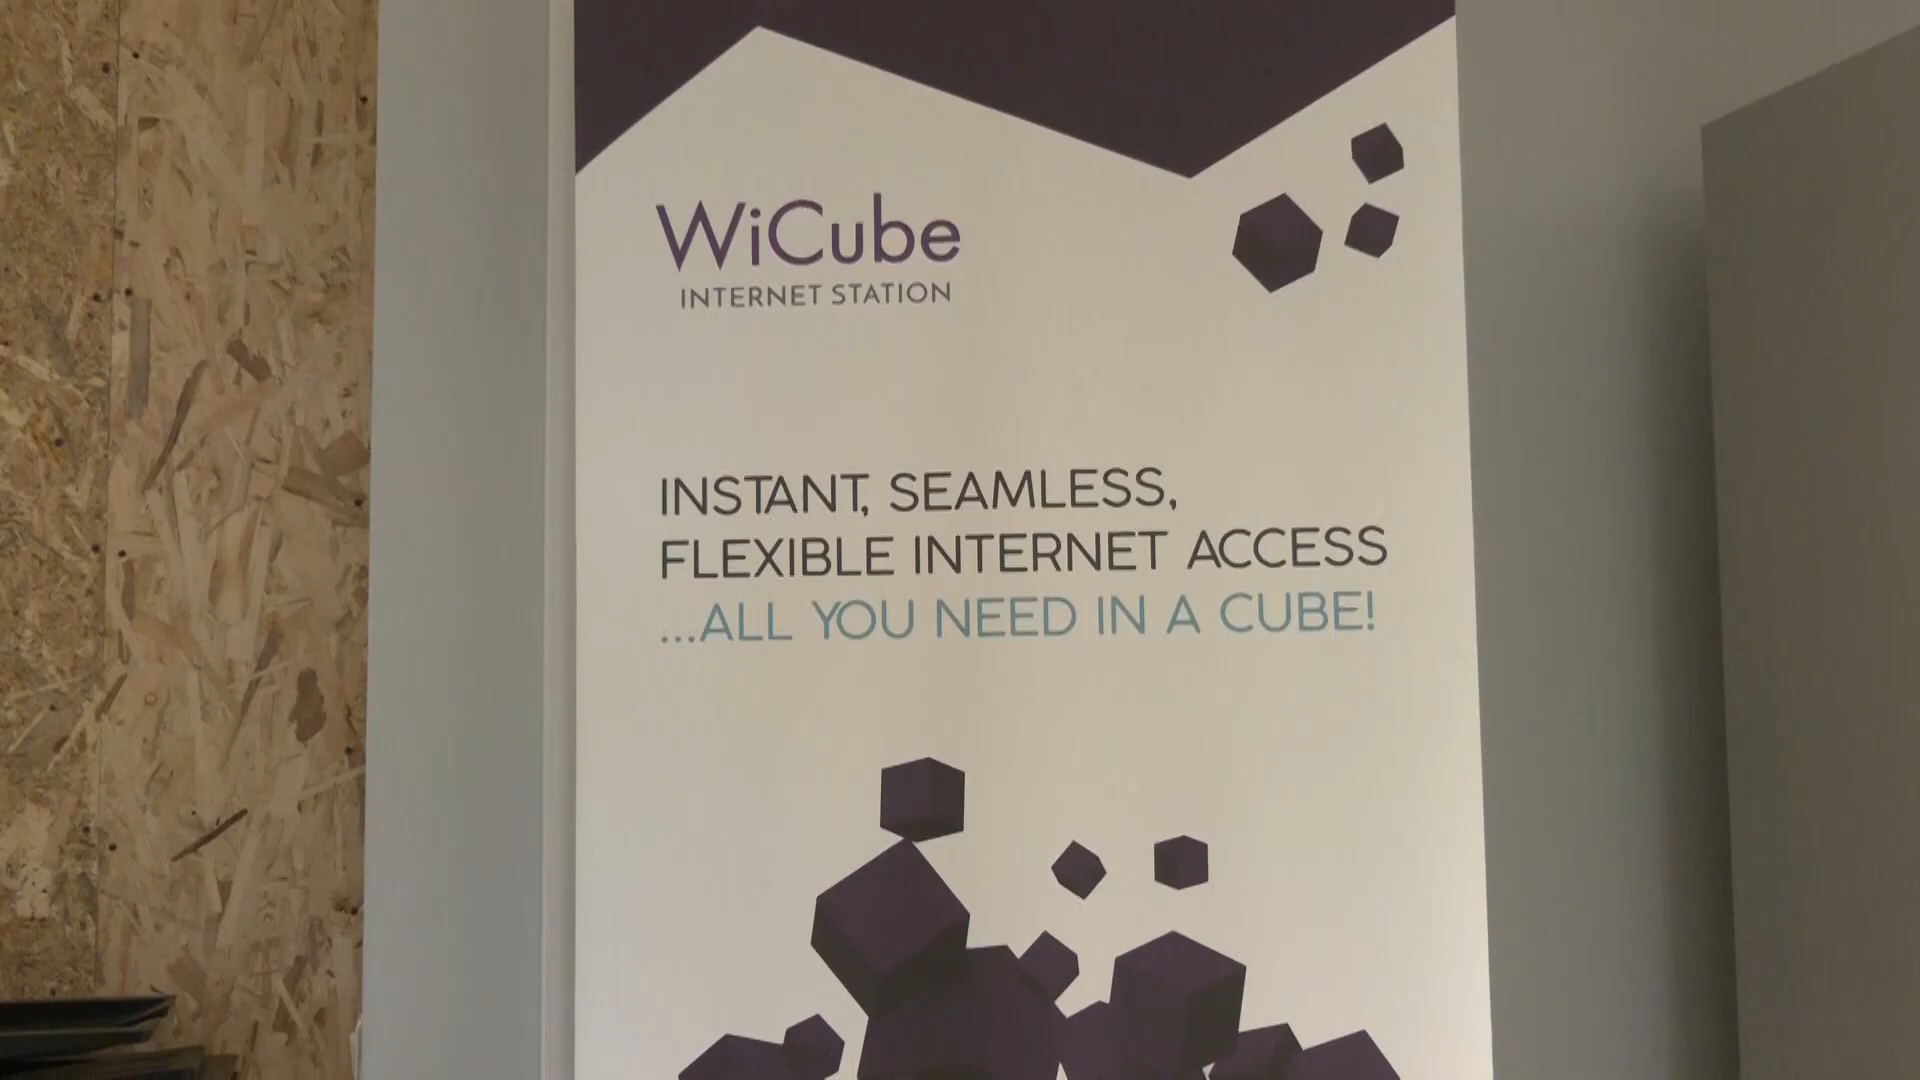 WiCube
INTERNET STATION
INSTANT, SEAMLESS,
FLEXIBLE INTERNET ACCESS
...ALL YOU NEED IN A CUBE!